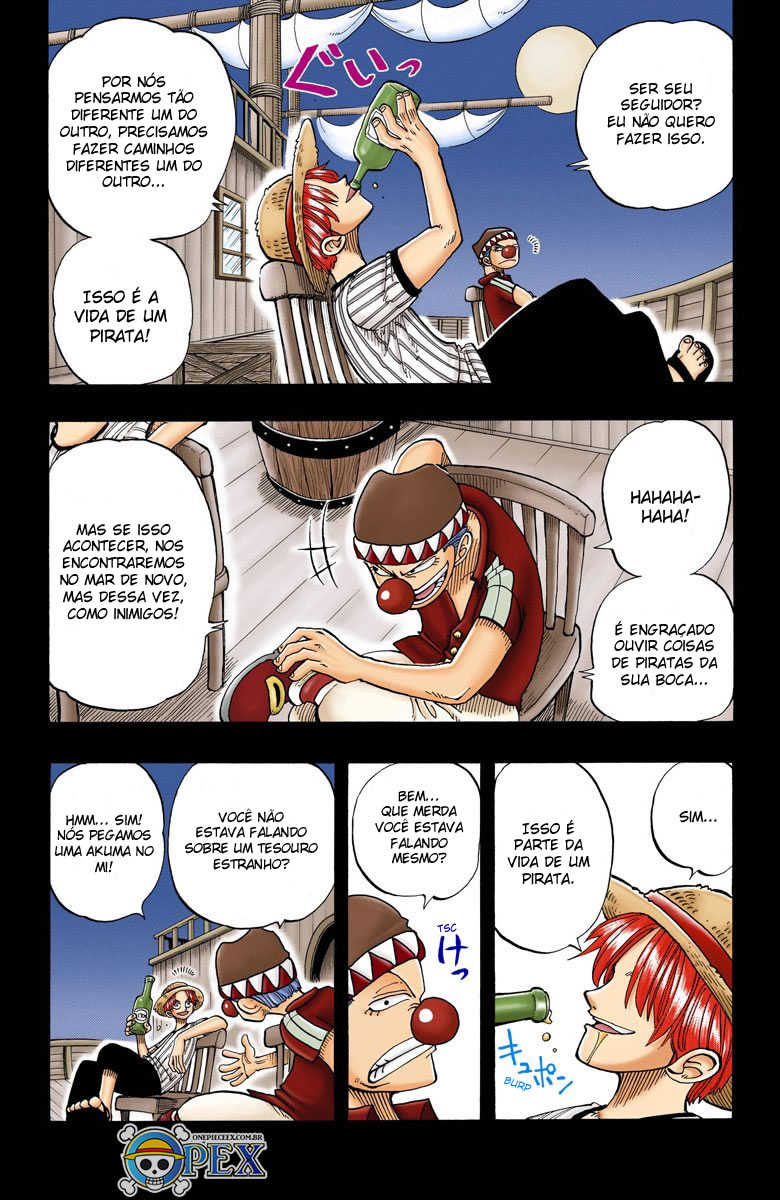 SER SEU
SEGUIDOR?
EU NÃO QUERO
FAZER ISSO.
ぐいっ
POR NÓS
PENSARMOS TÃO
DIFERENTE UM DO
OUTRO, PRECISAMOS
FAZER CAMINHOS
DIFERENTES UM DO
OUTRO...
ISSO É A
VIDA DE UM
PIRATA!
HAHAHA-
HAHA!
É ENGRAÇADO
OUVIR COISAS
DE PIRATAS DA
SUA BOCA...
MAS SE ISSO
ACONTECER, NOS
ENCONTRAREMOS
NO MAR DE NOVO,
MAS DESSA VEZ,
COMO INIMIGOS!
SIM...
ISSO É
PARTE DA
VIDA DE UM
PIRATA.
キュポン
BURP
BEM...
QUE MERDA
VOCÊ ESTAVA
FALANDO
MESMO?
TSC
けっ
VOCÊ NÃO
ESTAVA FALANDO
SOBRE UM TESOURO
ESTRANHO?
HMM... SIM!
NÓS PEGAMOS
UMA AKUMA NO
MI!
ONEPIECEEX.COM.BR
OPEX